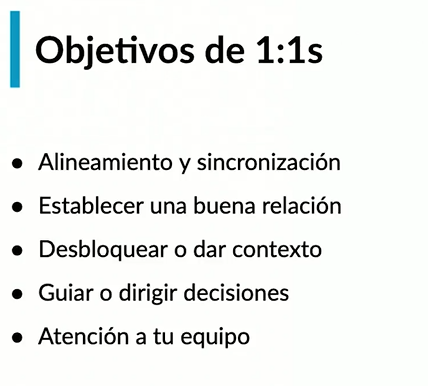 Objetivos de 1:1s
• Alineamiento y sincronización
• Establecer una buena relación
• Desbloquear o dar contexto
• Guiar o dirigir decisiones
• Atención a tu equipo